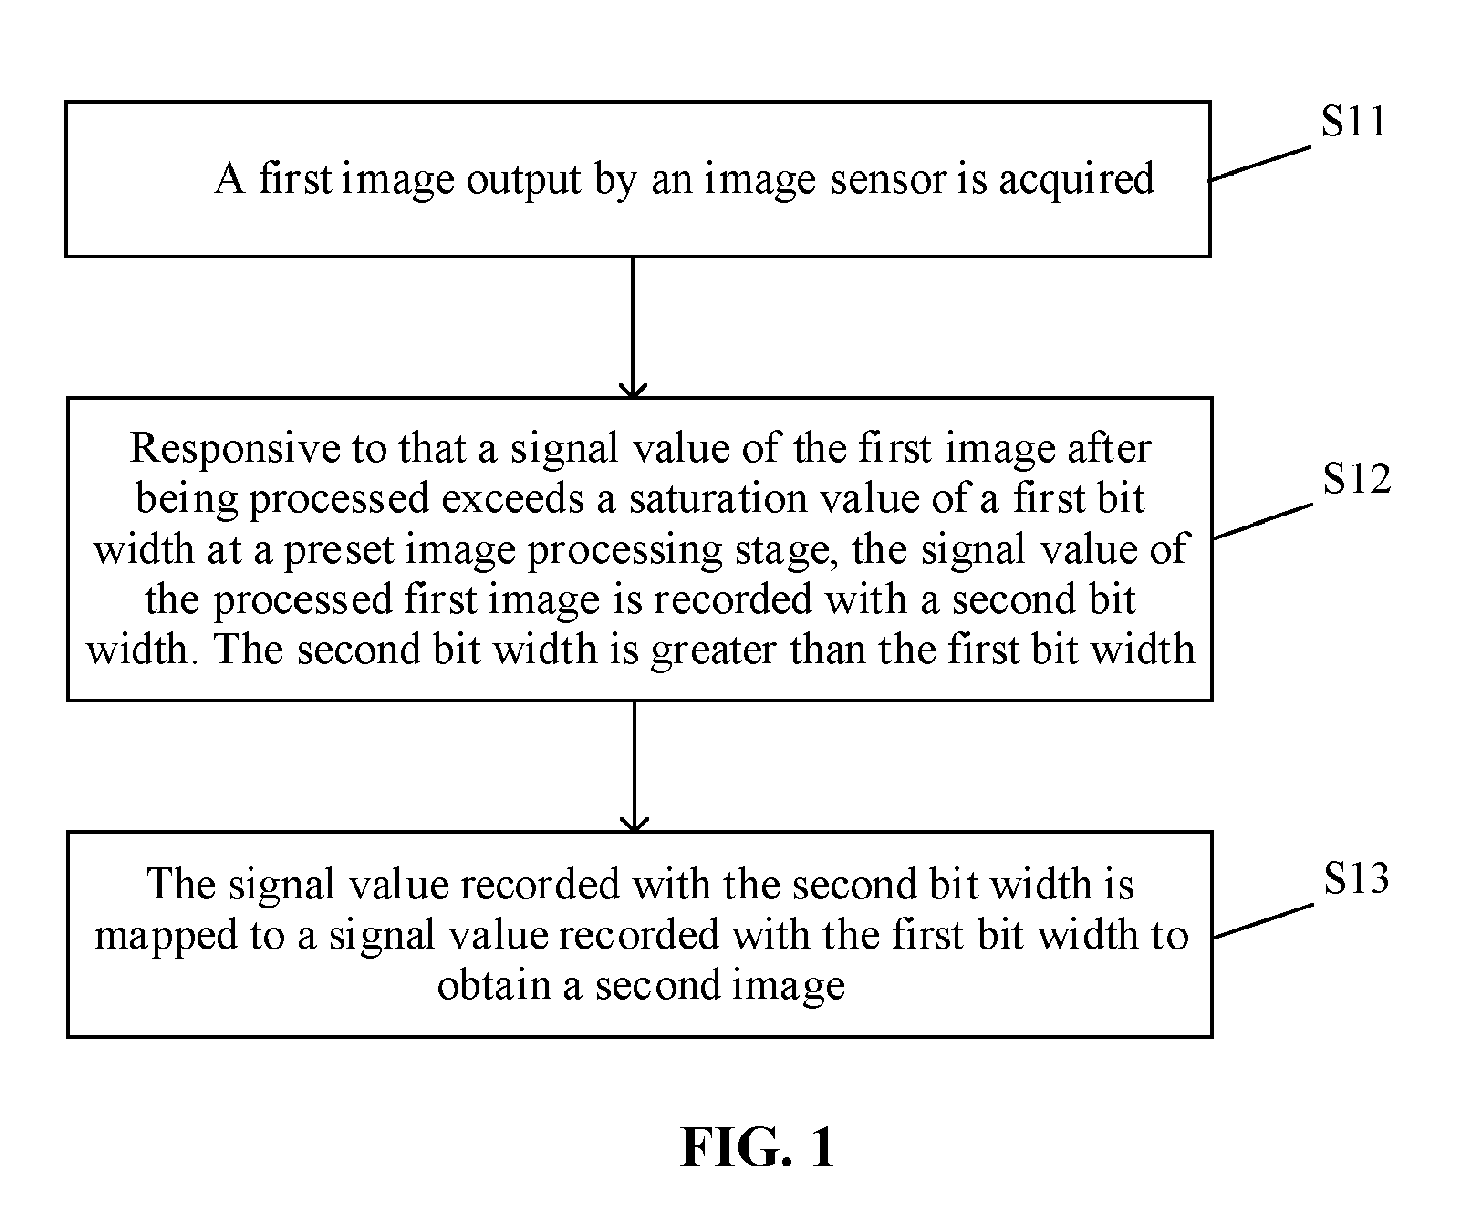 S11
A first image output by an image sensor is acquired
Responsive to that a signal value of the first image after
being processed exceeds a saturation value of a first bit
width at a preset image processing stage, the signal value of
the processed first image is recorded with a second bit
width. The second bit width is greater than the first bit width
S12
The signal value recorded with the second bit width is
mapped to a signal value recorded with the first bit width to
obtain a second image
S13
FIG. 1